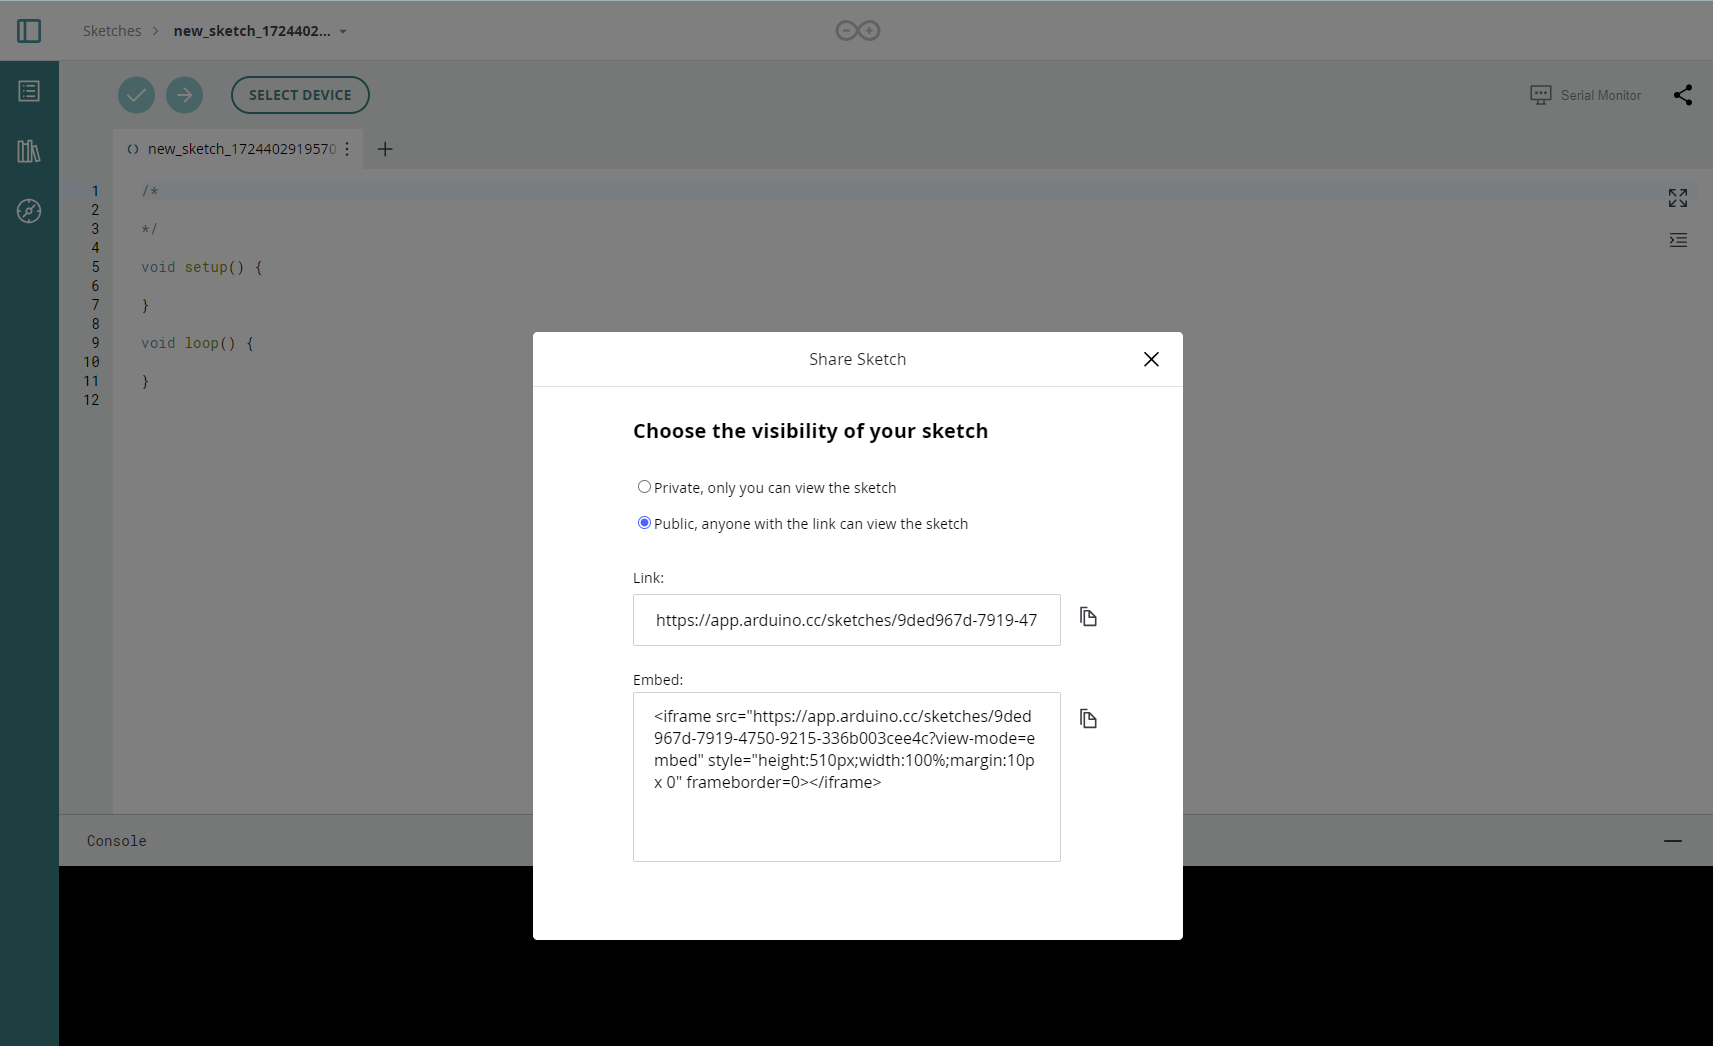 Sketches > new_sketch_1724402...
SELECT DEVICE
Serial Monitor
new_sketch_1724402919570
1 /*
2
3 */
4
5 void setup() {
6
7 }
8
9 void loop() {
10
11 }
12
Share Sketch
Choose the visibility of your sketch
Private, only you can view the sketch
Public, anyone with the link can view the sketch
Link:
https://app.arduino.cc/sketches/9ded967d-7919-47
Embed:
<iframe src="https://app.arduino.cc/sketches/9ded
967d-7919-4750-9215-336b003cee4c?view-mode=e
mbed" style="height:510px;width:100%;margin:10p
x 0" frameborder=0></iframe>
Console